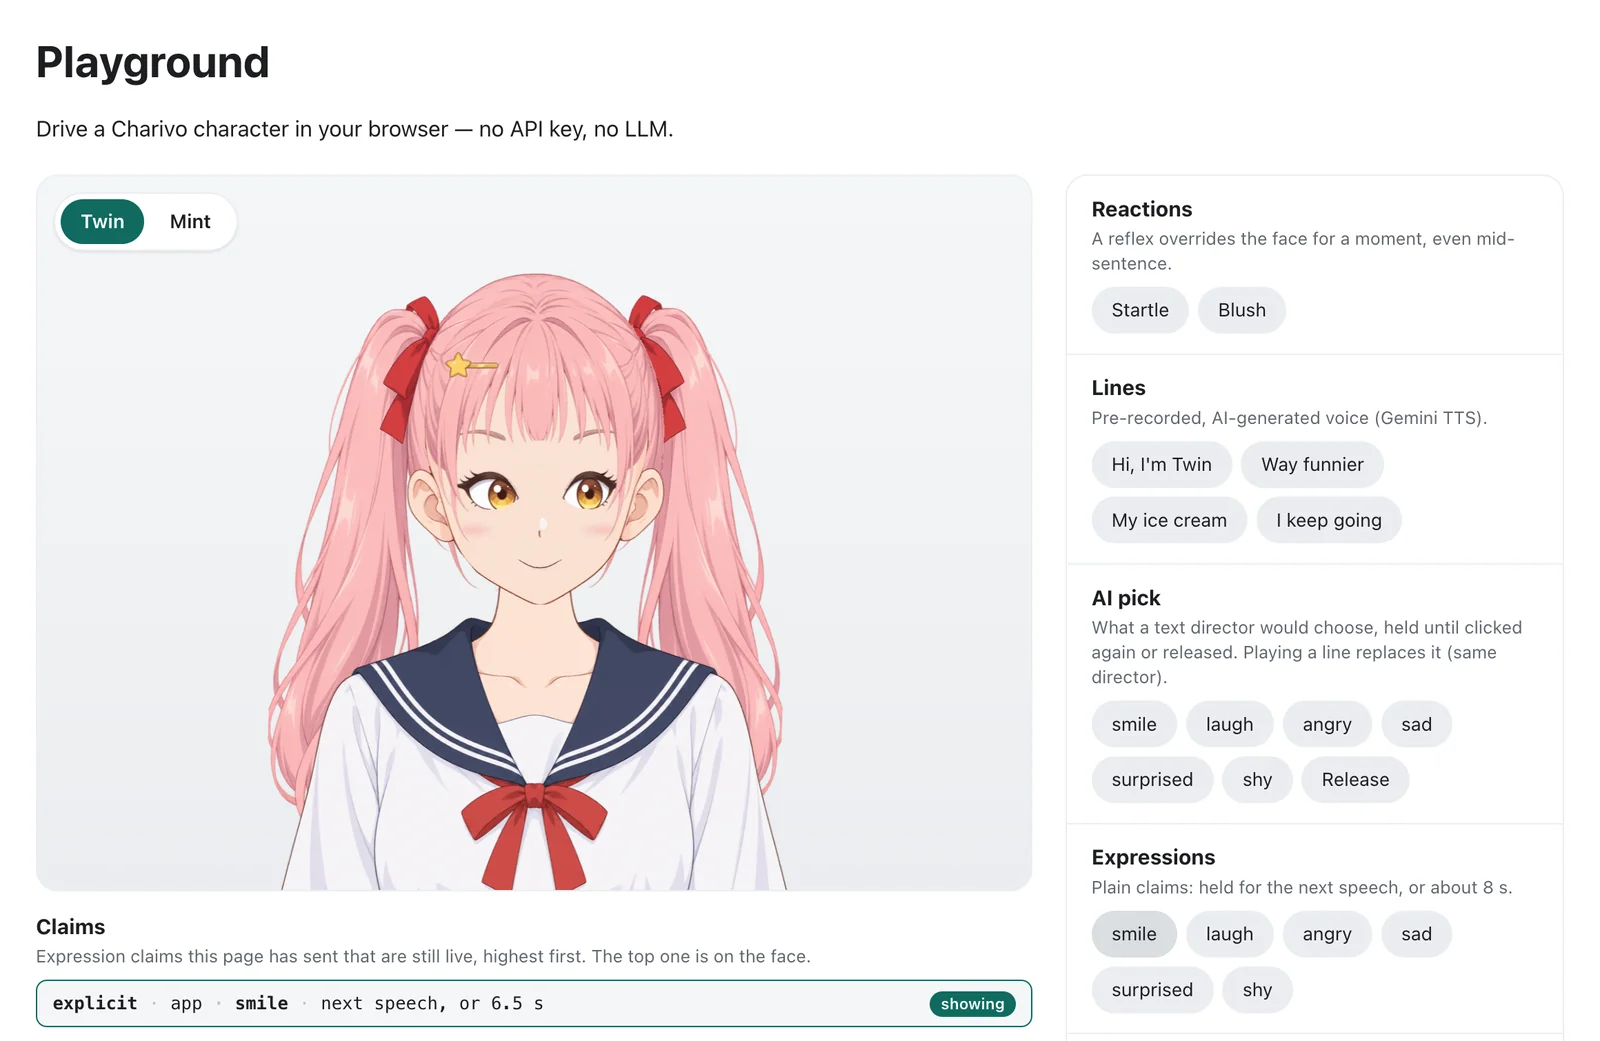 Playground
Drive a Charivo character in your browser — no API key, no LLM.
Twin
Mint
Claims
Expression claims this page has sent that are still live, highest first. The top one is on the face.
explicit · app · smile · next speech, or 6.5 s
showing
Reactions
A reflex overrides the face for a moment, even mid-
sentence.
Startle
Blush
Lines
Pre-recorded, AI-generated voice (Gemini TTS).
Hi, I'm Twin
Way funnier
My ice cream
I keep going
AI pick
What a text director would choose, held until clicked
again or released. Playing a line replaces it (same
director).
smile
laugh
angry
sad
surprised
shy
Release
Expressions
Plain claims: held for the next speech, or about 8 s.
smile
laugh
angry
sad
surprised
shy